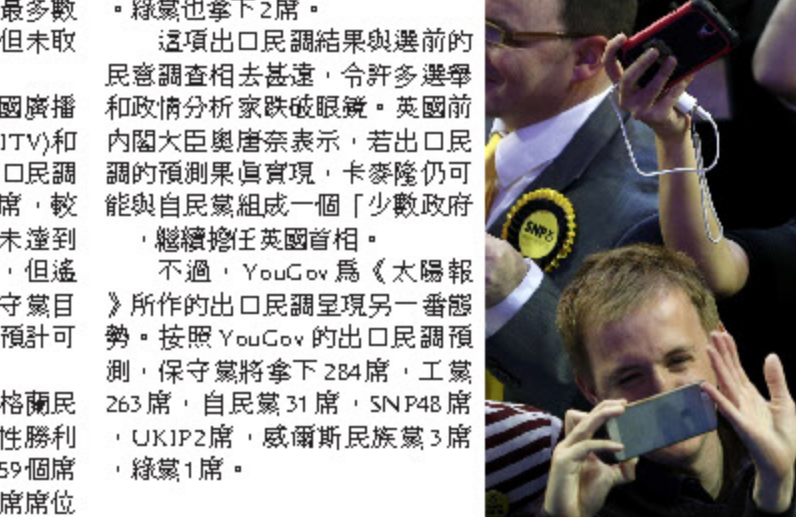 最多數
但未取
國廣播
ITV)和
口民調
席，較
未達到
，但遙
守黨目
預計可
格蘭民
性勝利
59個席
席席位
。綠黨也拿下2席。
這項出口民調結果與選前的
民意調查相去甚遠，令許多選舉
和政情分析家跌破眼鏡。英國前
內閣大臣奧唐奈表示，若出口民
調的預測果真實現，卡麥隆仍可
能與自民黨組成一個「少數政府
，繼續擔任英國首相。
不過，YouGov為《太陽報
》所作的出口民調呈現另一番態
勢。按照YouGov的出口民調預
測，保守黨將拿下284席，工黨
263席，自民黨31席，SNP48席
，UKIP2席，威爾斯民族黨3席
，綠黨1席。
SNP